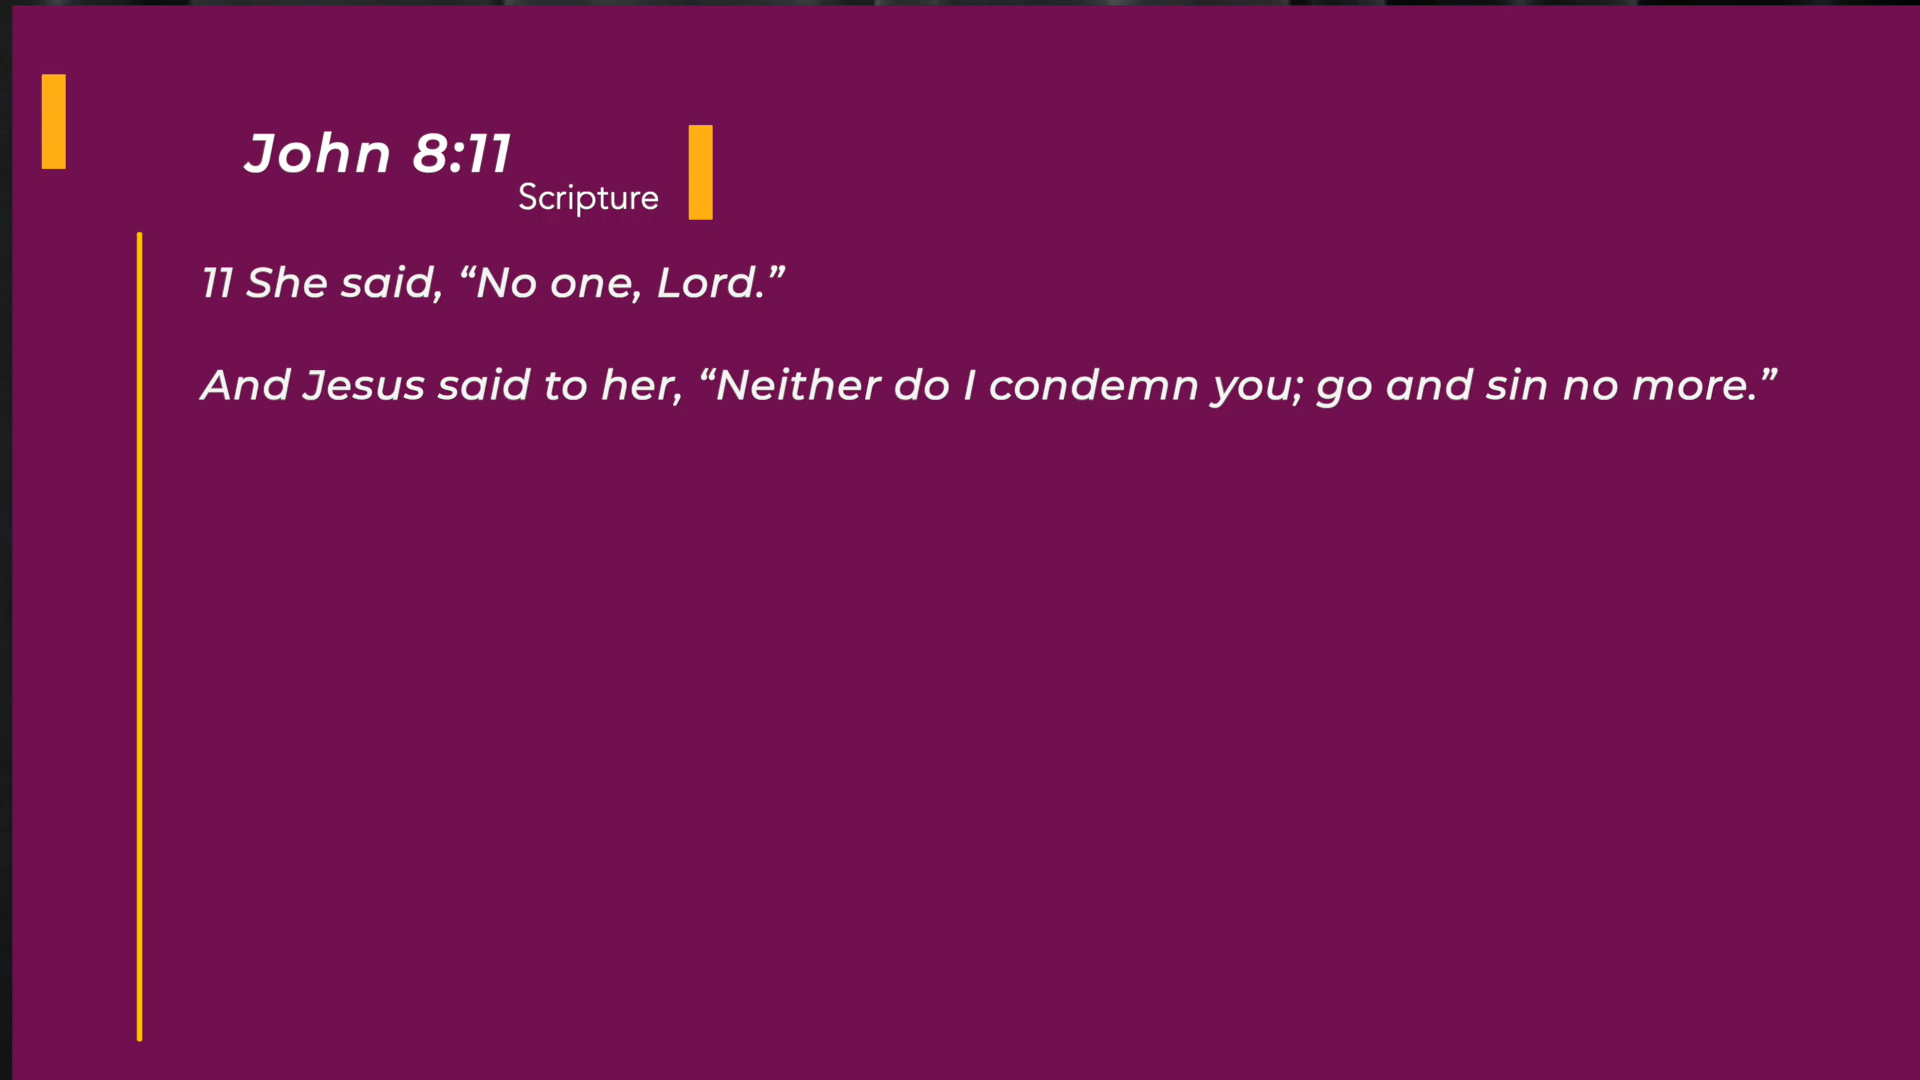 John 8:11
Scripture
11 She said, “No one, Lord.”
And Jesus said to her, “Neither do I condemn you; go and sin no more.”